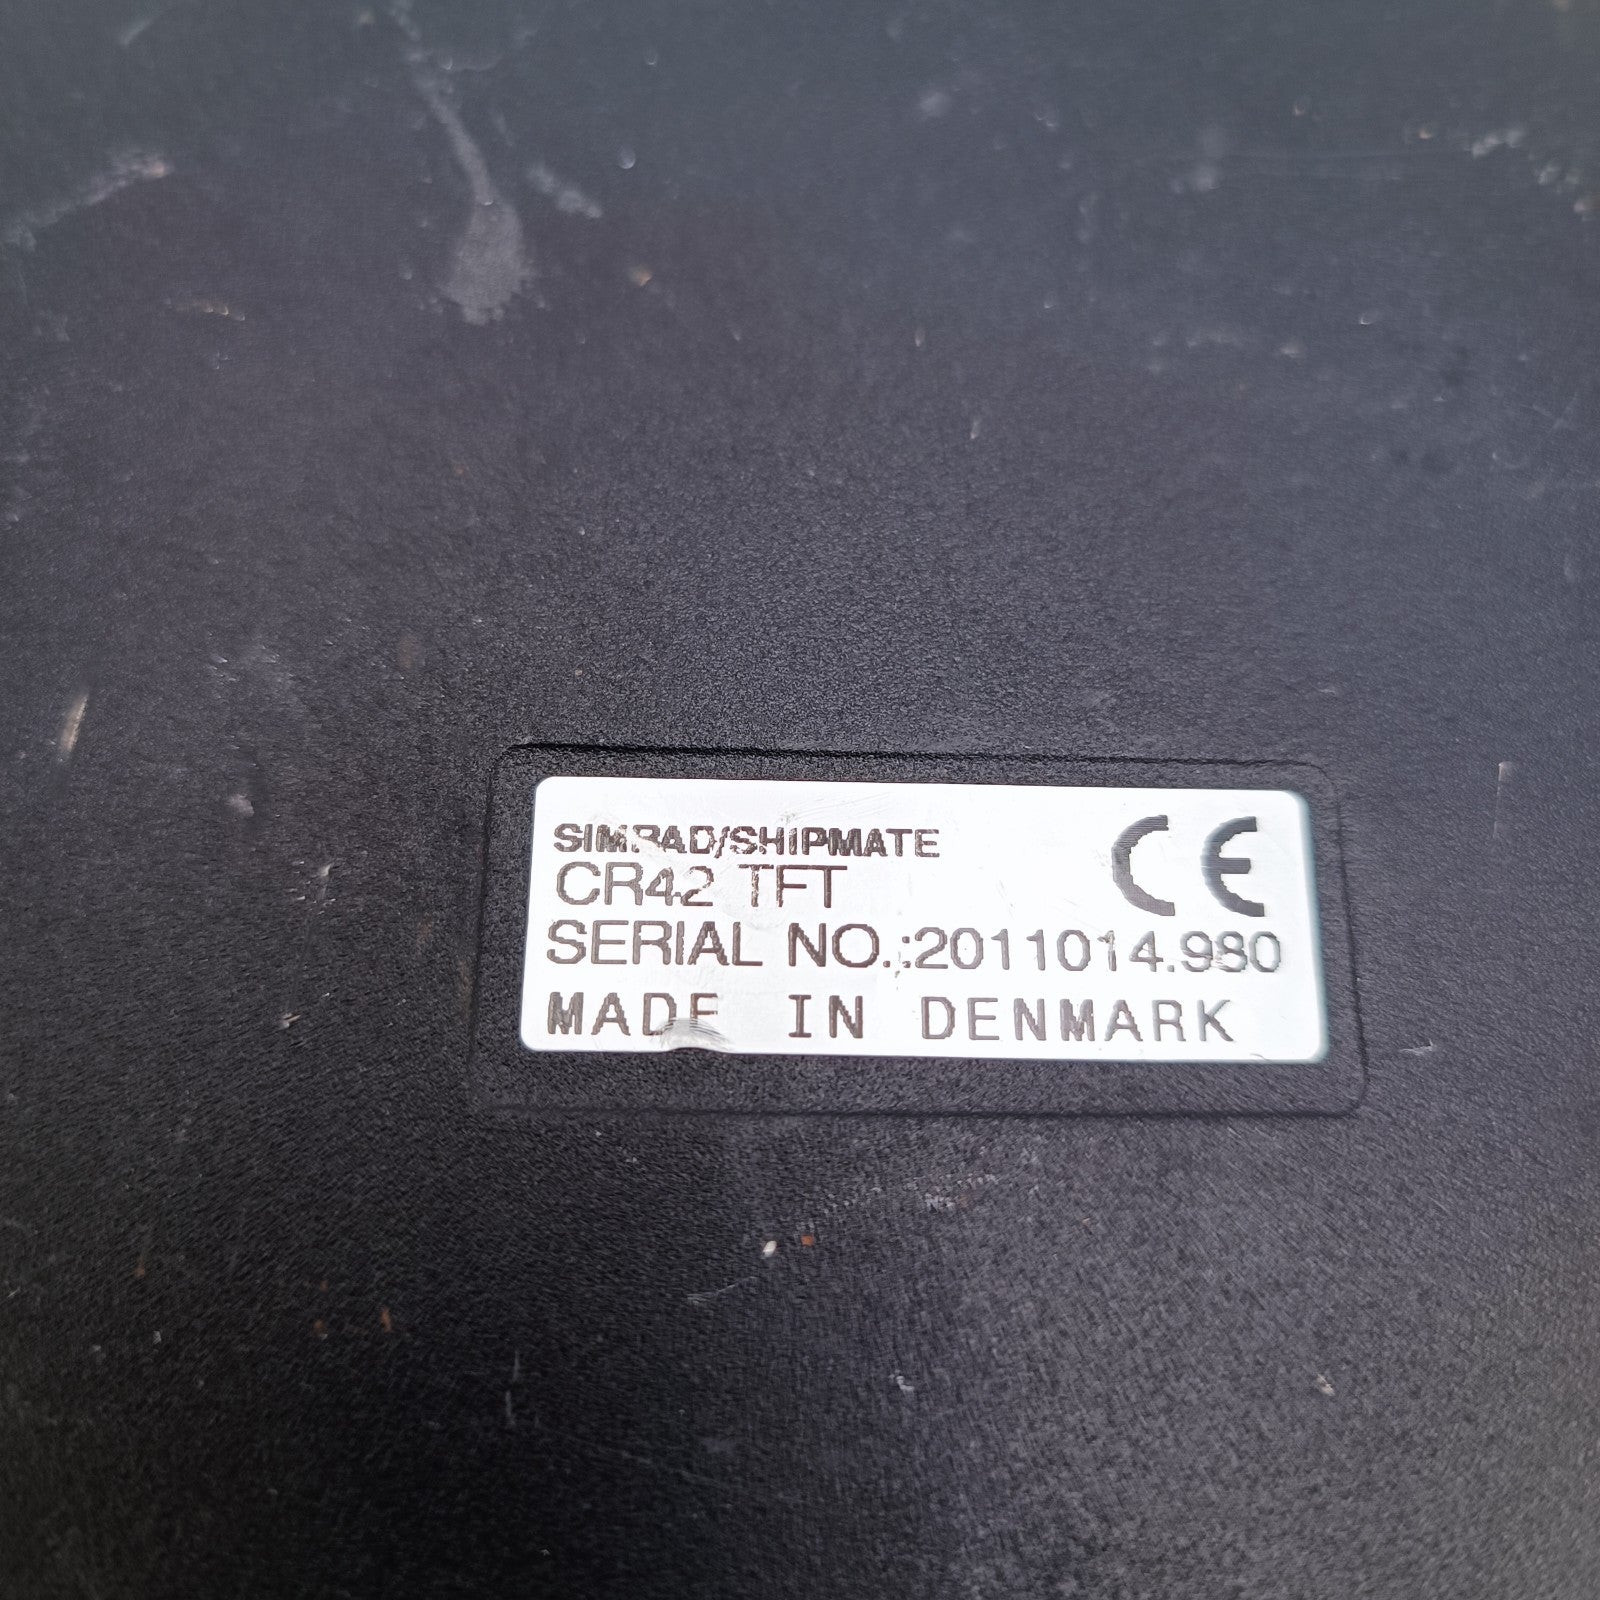 SIMRAD/SHIPMATE
CR42 TFT
SERIAL NO.:2011014.980
MADE IN DENMARK
CE